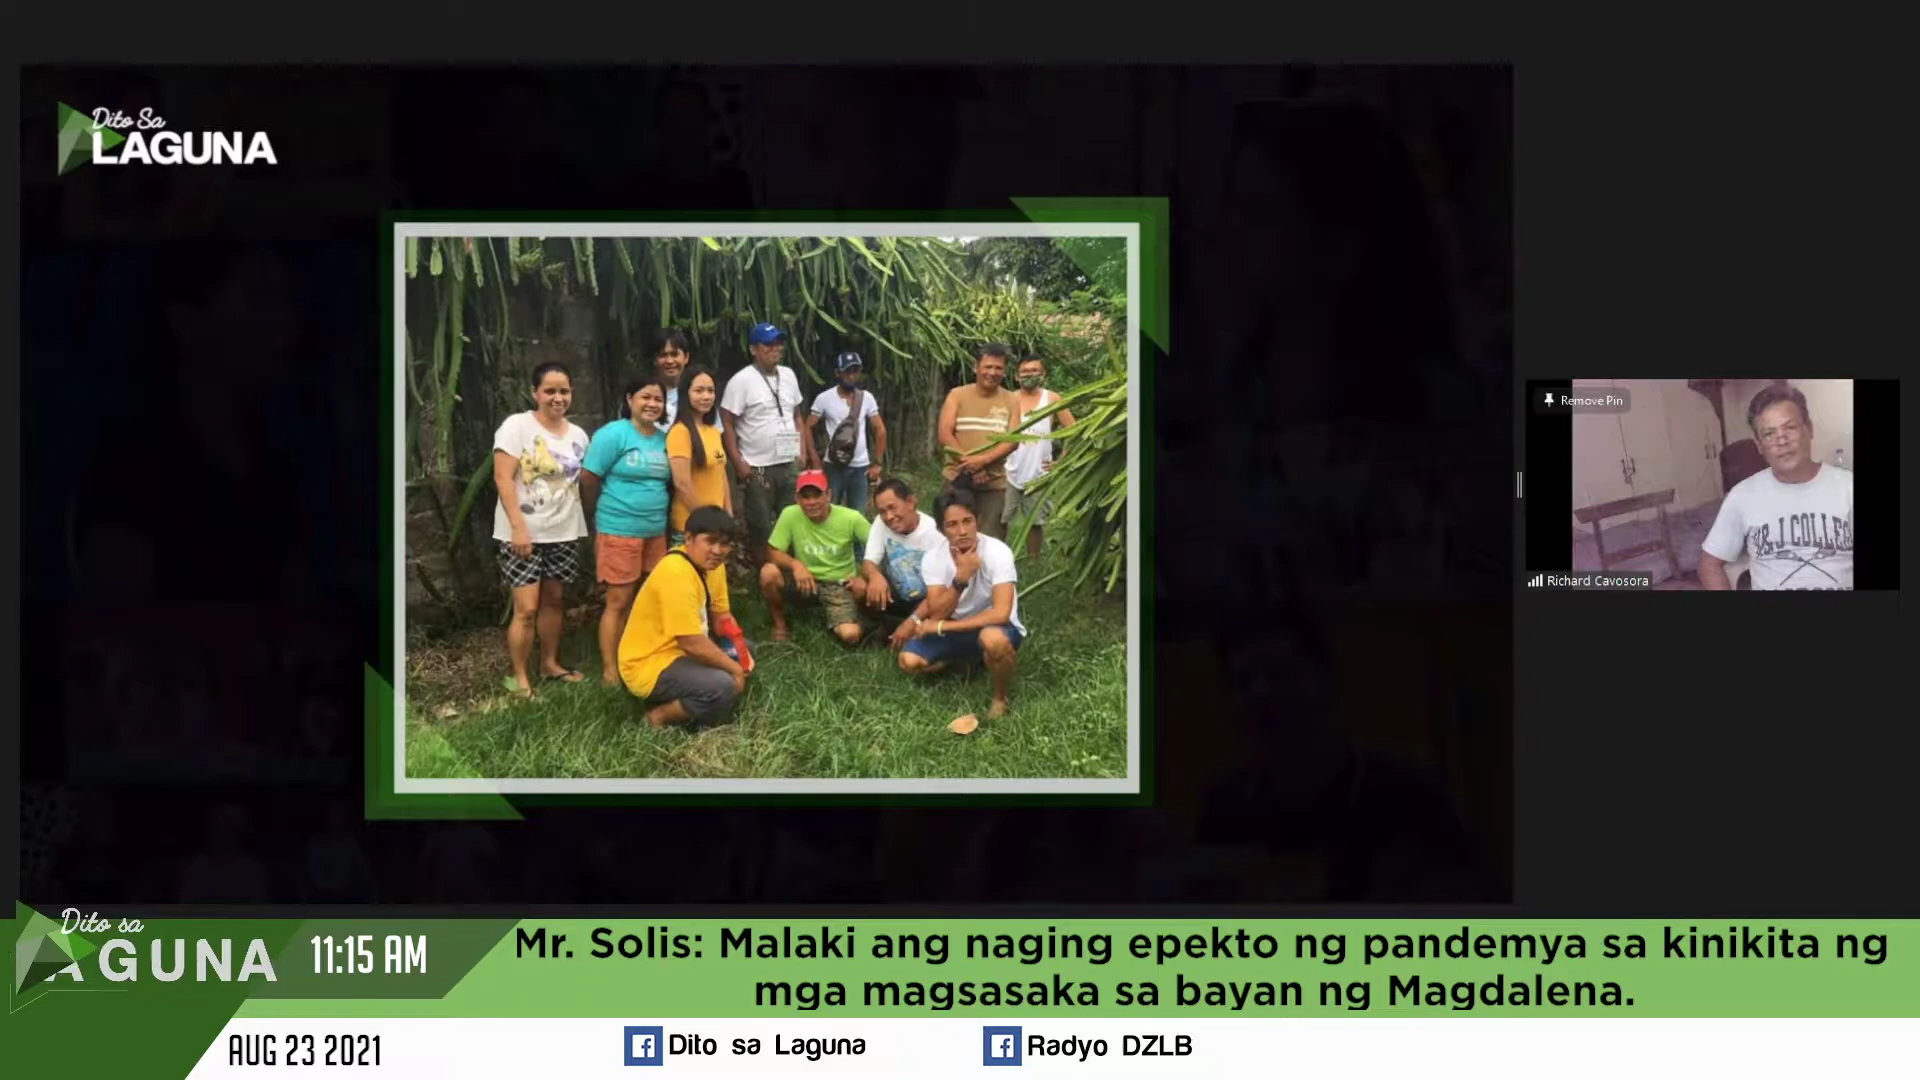 Dito Sa
LAGUNA
Remove Pin
Richard Cavosora
Dito sa
LAGUNA
11:15 AM
Mr. Solis: Malaki ang naging epekto ng pandemya sa kinikita ng
mga magsasaka sa bayan ng Magdalena.
AUG 23 2021
Dito sa Laguna
Radyo DZLB